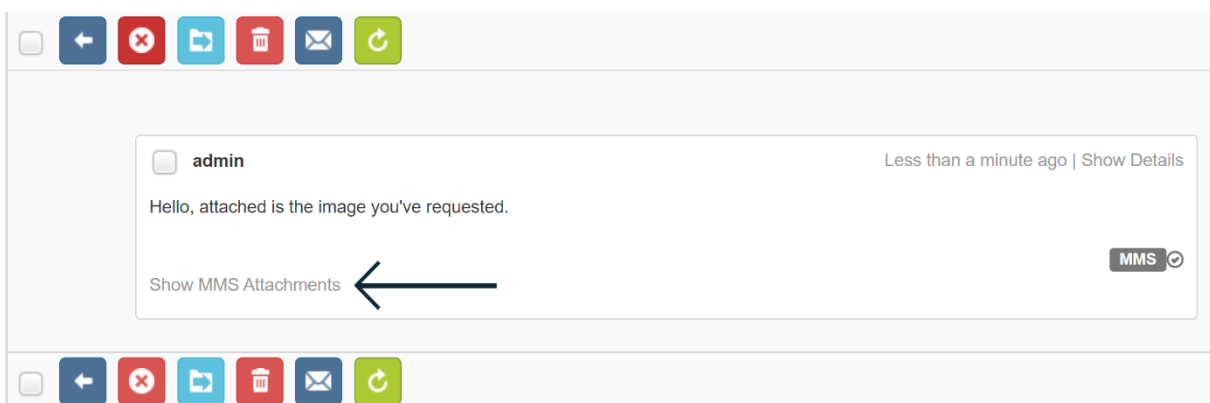 admin
Less than a minute ago | Show Details
Hello, attached is the image you've requested.
MMS
Show MMS Attachments